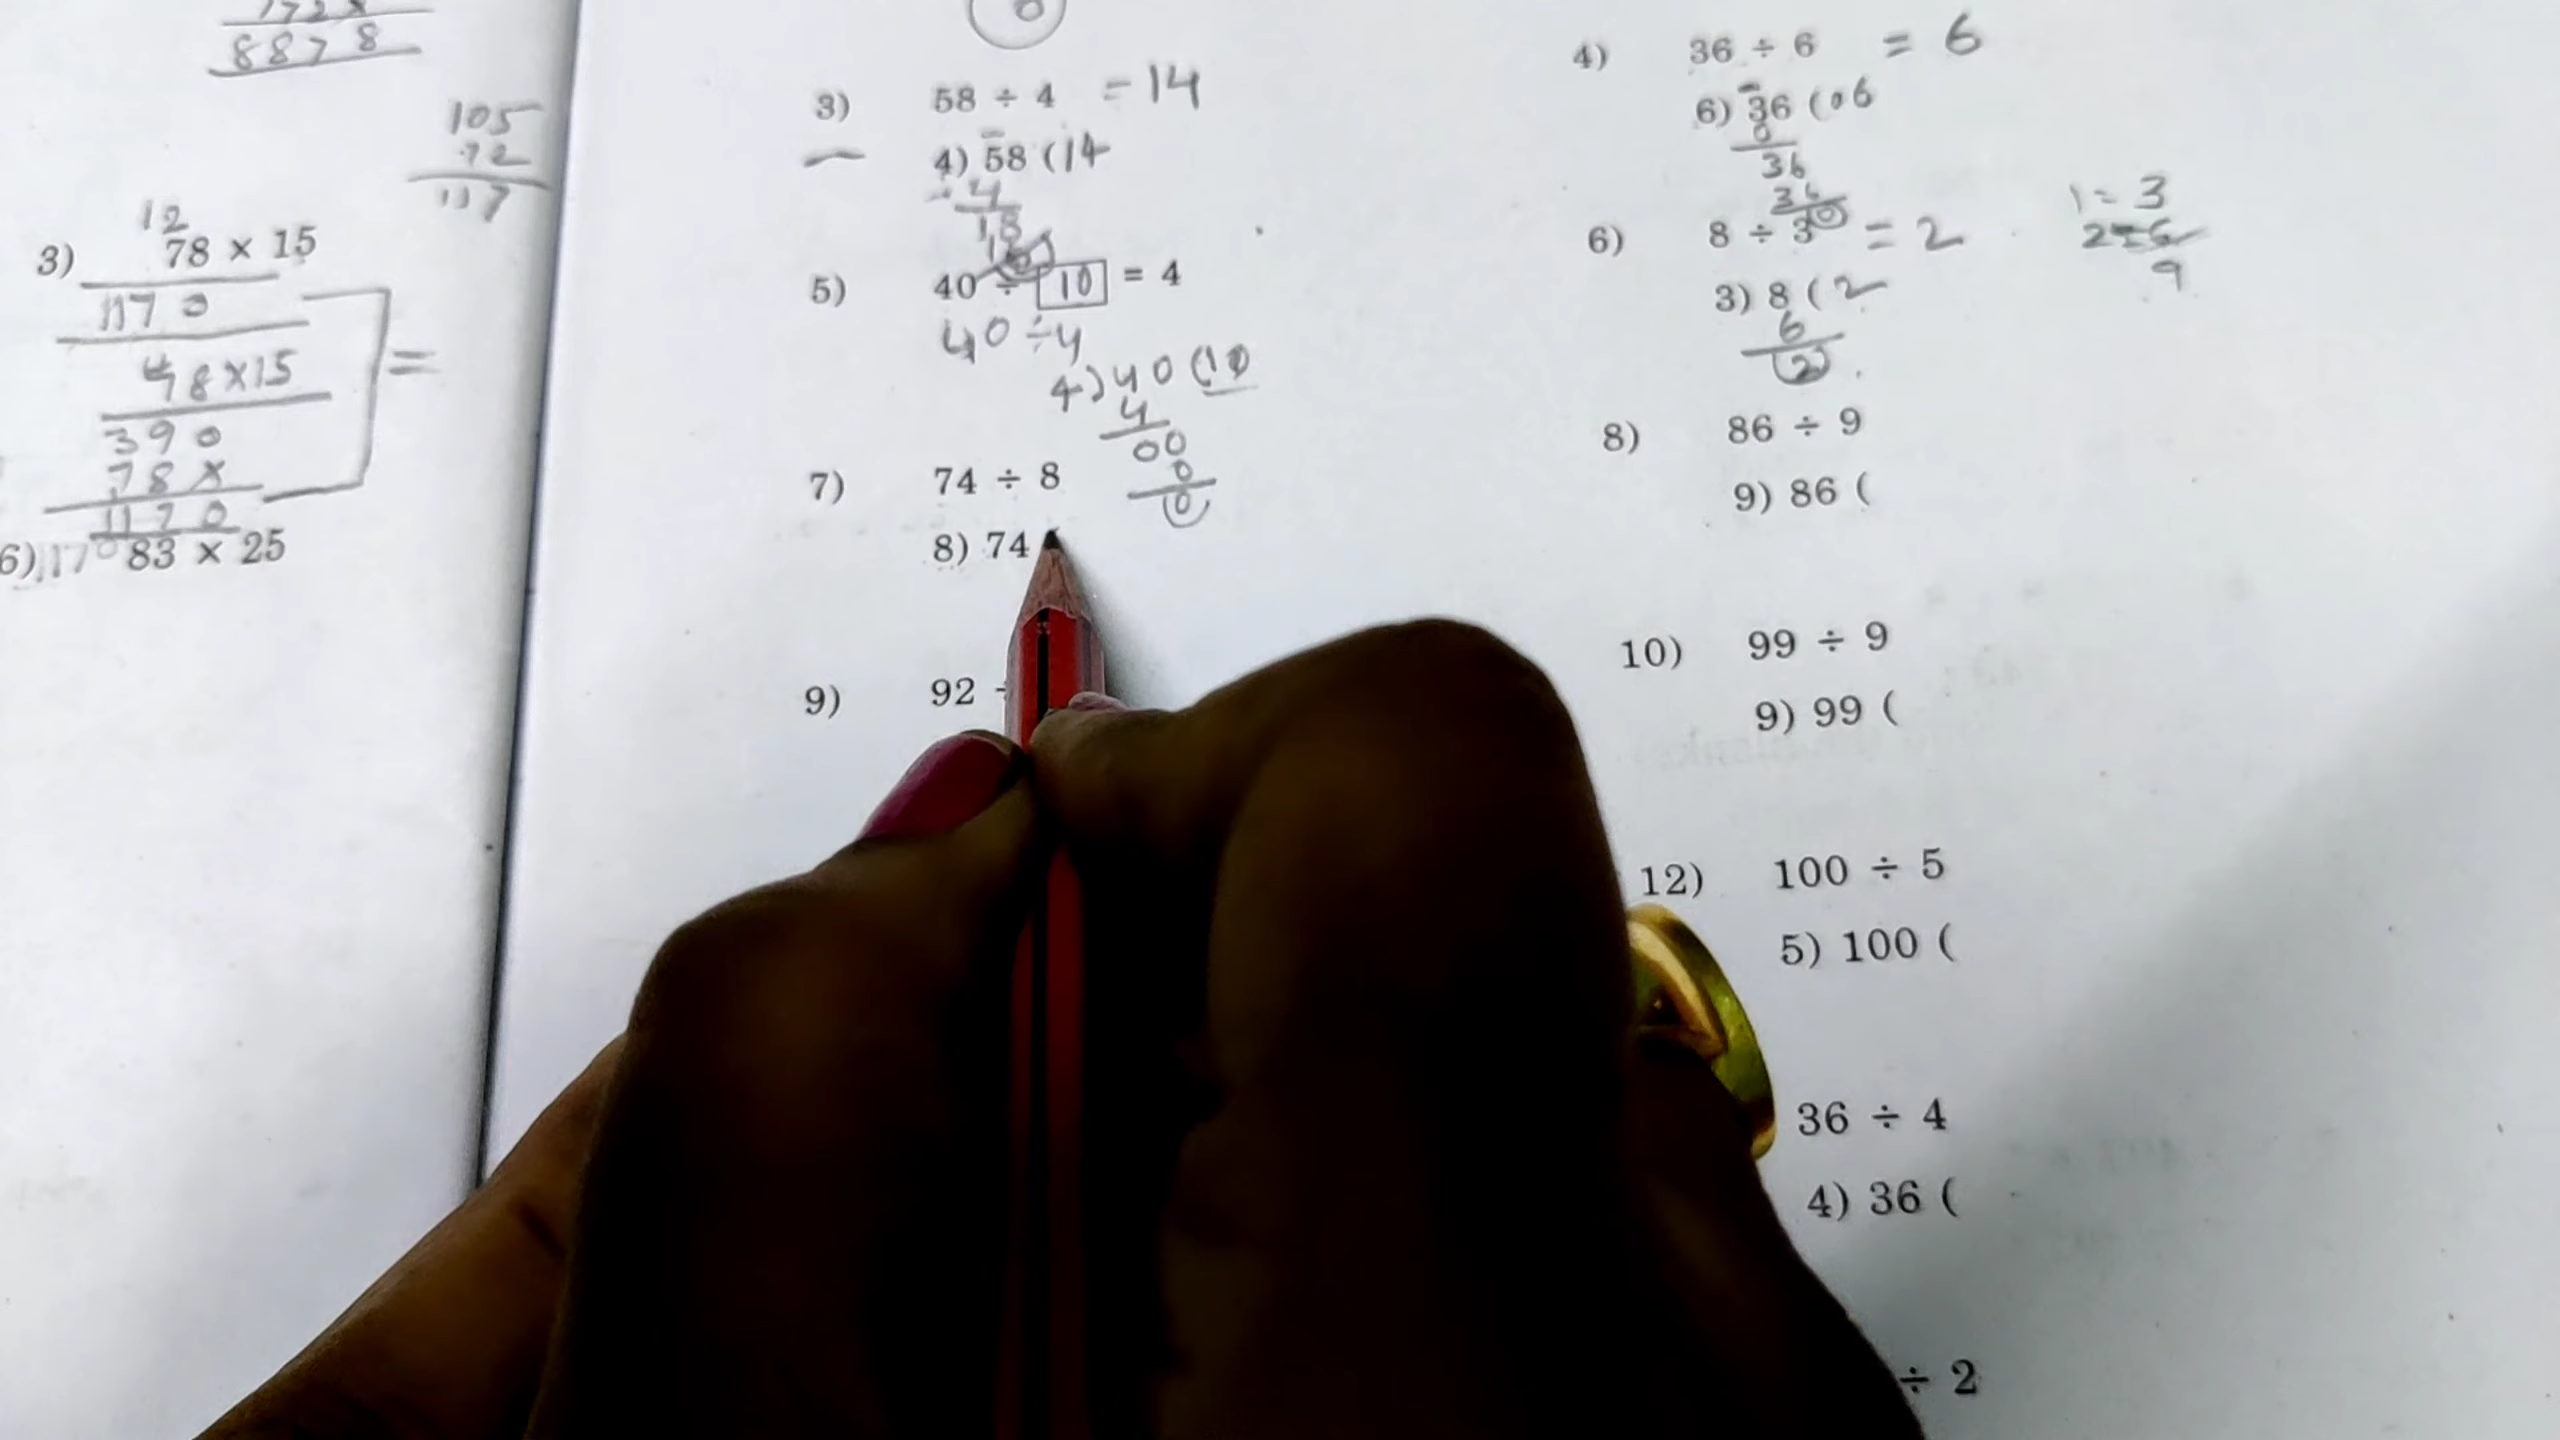 8878
105
12
117
12
3) 78 × 15
1170
48×15
390
78×
1170
6) 83 × 25
3) 58 ÷ 4 = 14
4) 58 (14
4
18
5) 40 ÷ 10 = 4
40 ÷ 4
4) 40 (10
4
00
0
0
7) 74 ÷ 8
8) 74
9) 92
4) 36 ÷ 6 = 6
6) 36 (06
0
36
36
0
6) 8 ÷ 3 = 2
3) 8 (2
6
2
1 = 3
2 = 6
9
8) 86 ÷ 9
9) 86 (
10) 99 ÷ 9
9) 99 (
12) 100 ÷ 5
5) 100 (
36 ÷ 4
4) 36 (
÷ 2